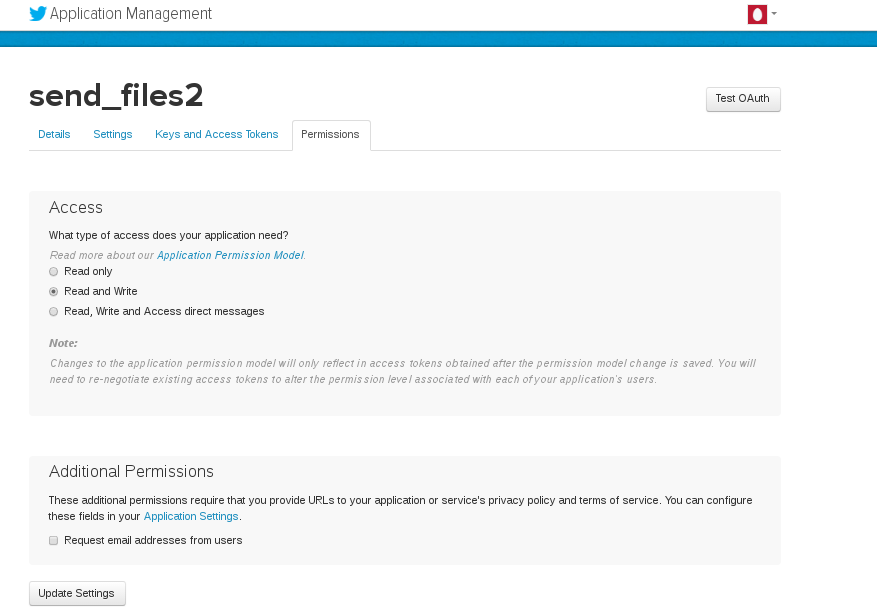 Application Management
send_files2
Test OAuth
Details Settings Keys and Access Tokens Permissions
Access
What type of access does your application need?
Read more about our Application Permission Model.
Read only
Read and Write
Read, Write and Access direct messages
Note:
Changes to the application permission model will only reflect in access tokens obtained after the permission model change is saved. You will
need to re-negotiate existing access tokens to alter the permission level associated with each of your application's users.
Additional Permissions
These additional permissions require that you provide URLs to your application or service's privacy policy and terms of service. You can configure
these fields in your Application Settings.
Request email addresses from users
Update Settings